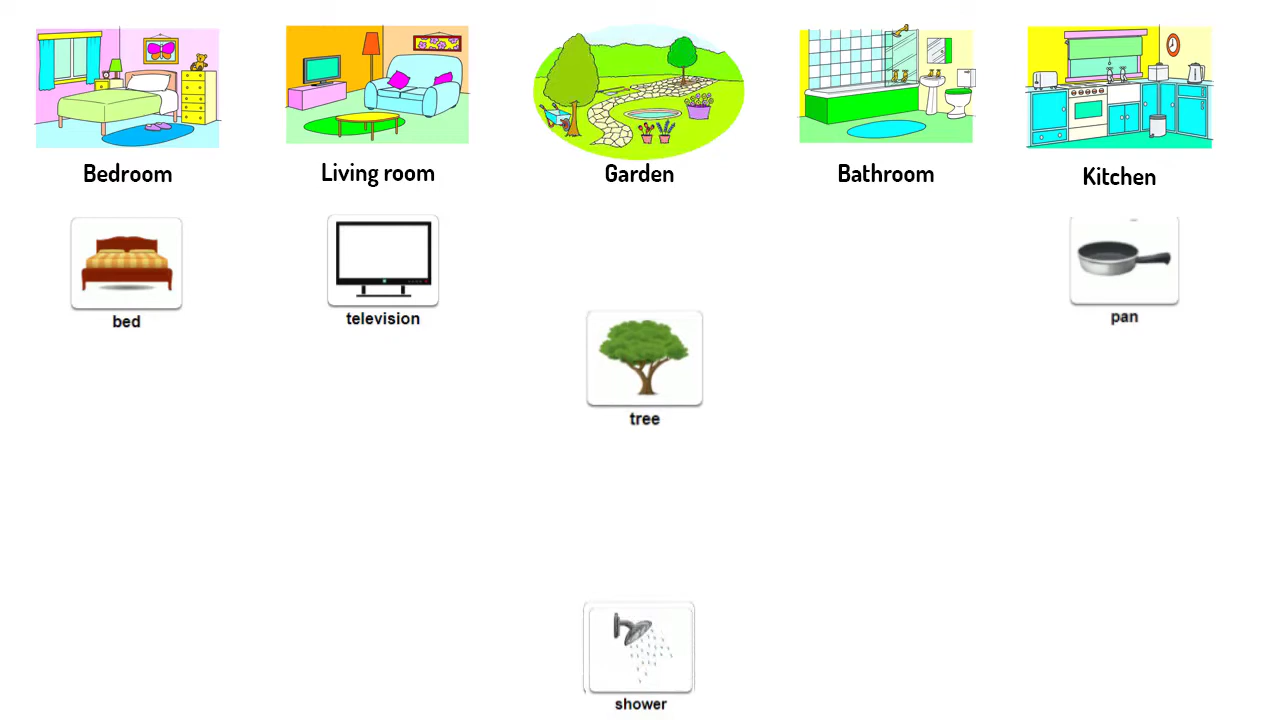 Bedroom
Living room
Garden
Bathroom
Kitchen
bed
television
pan
tree
shower